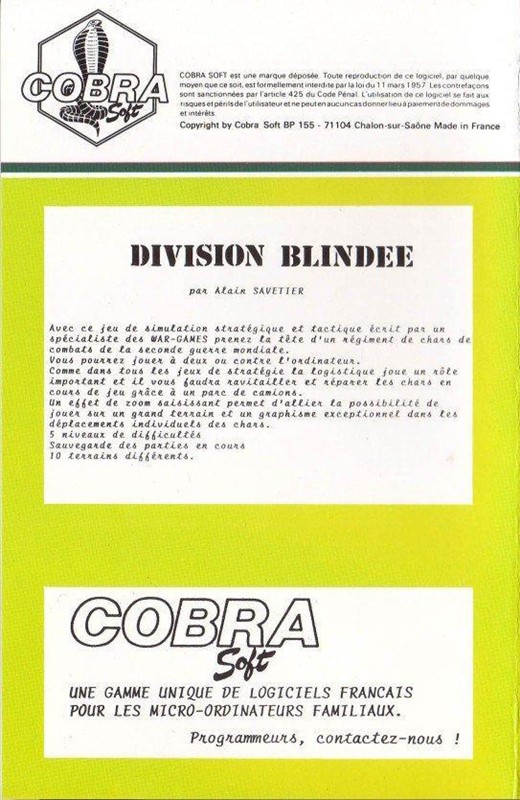 COBRA
Soft
COBRA SOFT est une marque déposée. Toute reproduction de ce logiciel, par quelque
moyen que ce soit, est formellement interdite par la loi du 11 mars 1957. Les contrefaçons
sont sanctionnées par l'article 425 du Code Pénal. L'utilisation de ce logiciel se fait aux
risques et périls de l'utilisateur et ne peut en aucun cas donner lieu à paiement de dommages
et intérêts.
Copyright by Cobra Soft BP 155 - 71104 Chalon-sur-Saône Made in France
DIVISION BLINDEE
par Alain SAVETIER
Avec ce jeu de simulation stratégique et tactique écrit par un
spécialiste des WAR-GAMES prenez la tête d'un régiment de chars de
combats de la seconde guerre mondiale.
Vous pourrez jouer à deux ou contre l'ordinateur.
Comme dans tous les jeux de stratégie la logistique joue un rôle
important et il vous faudra ravitailler et réparer les chars en
cours de jeu grâce à un parc de camions.
Un effet de zoom saisissant permet d'allier la possibilité de
jouer sur un grand terrain et un graphisme exceptionnel dans les
déplacements individuels des chars.
5 niveaux de difficultés
Sauvegarde des parties en cours
10 terrains différents.
COBRA
Soft
UNE GAMME UNIQUE DE LOGICIELS FRANCAIS
POUR LES MICRO-ORDINATEURS FAMILIAUX.
Programmeurs, contactez-nous !